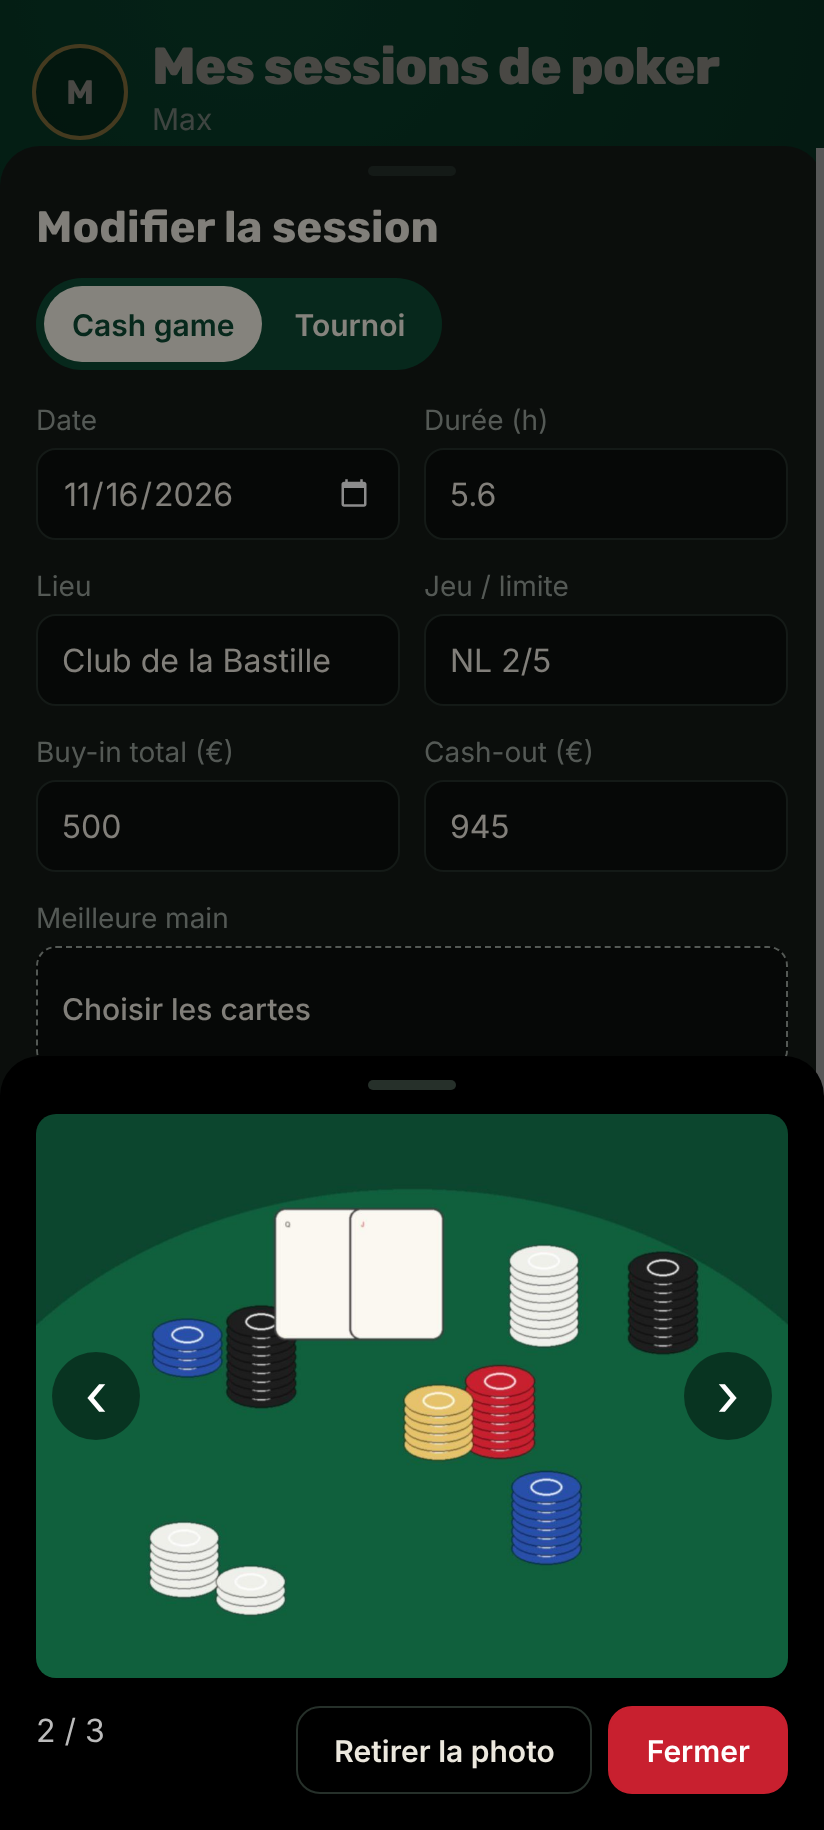 M
Mes sessions de poker
Max
Modifier la session
Cash game
Tournoi
Date
Durée (h)
11/16/2026
5.6
Lieu
Jeu / limite
Club de la Bastille
NL 2/5
Buy-in total (€)
Cash-out (€)
500
945
Meilleure main
Choisir les cartes
Q
J
2 / 3
Retirer la photo
Fermer